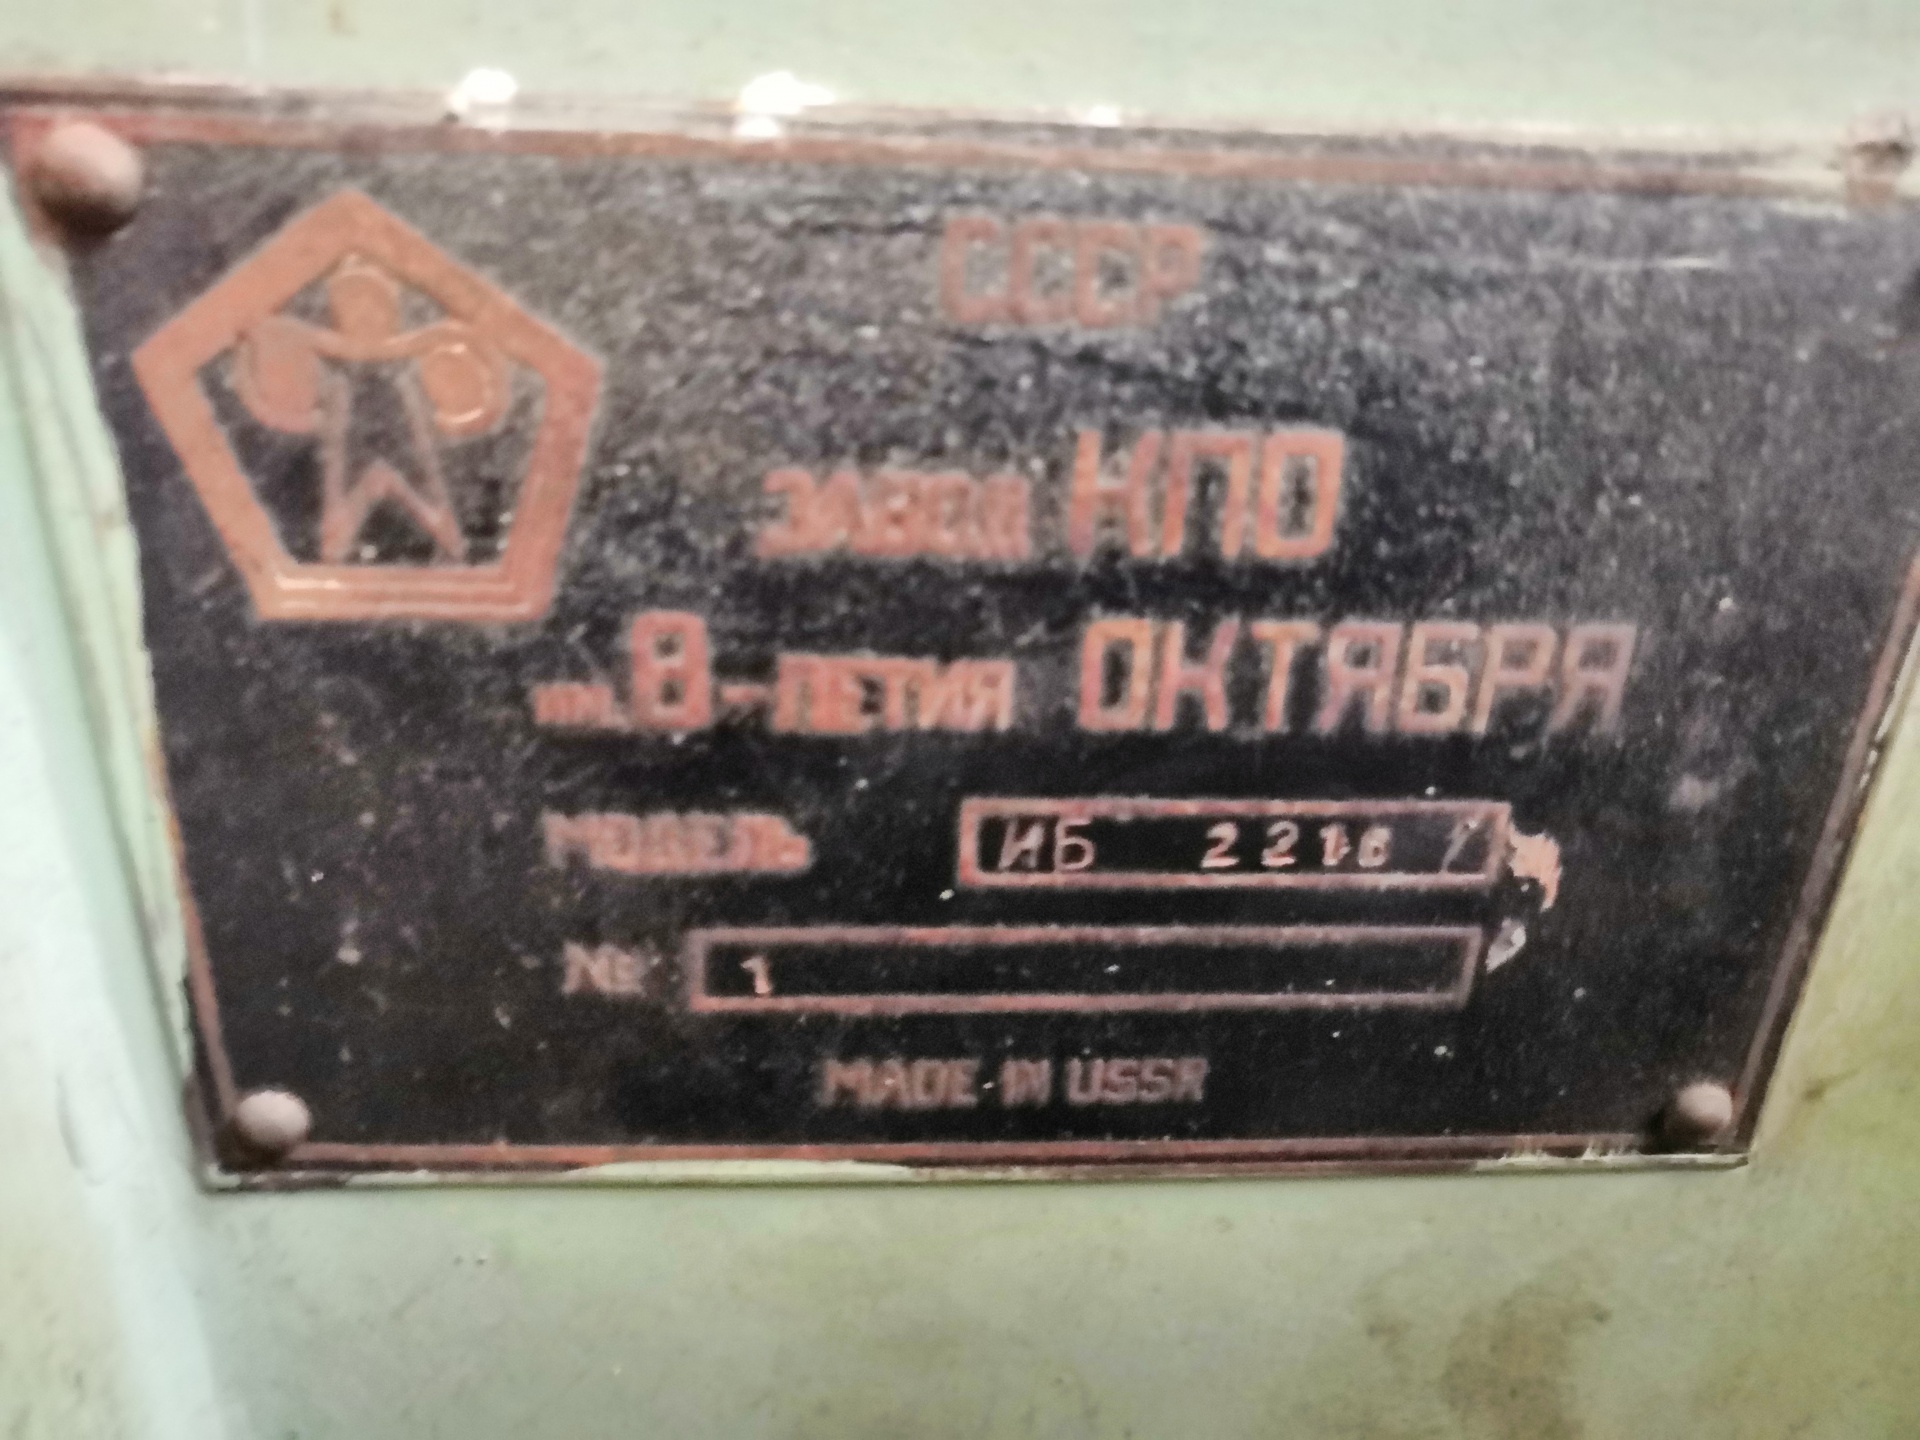 СССР
ЗАВОД КПО
ИМ. 8-ЛЕТИЯ ОКТЯБРЯ
МОДЕЛЬ ИБ 2216
№ 1
MADE IN USSR